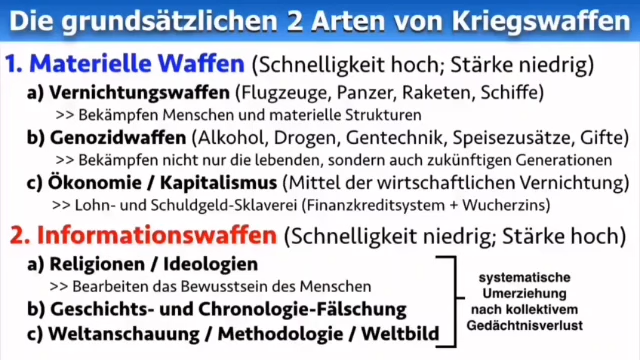 Die grundsätzlichen 2 Arten von Kriegswaffen
1. Materielle Waffen (Schnelligkeit hoch; Stärke niedrig)
a) Vernichtungswaffen (Flugzeuge, Panzer, Raketen, Schiffe)
>> Bekämpfen Menschen und materielle Strukturen
b) Genozidwaffen (Alkohol, Drogen, Gentechnik, Speisezusätze, Gifte)
>> Bekämpfen nicht nur die lebenden, sondern auch zukünftigen Generationen
c) Ökonomie / Kapitalismus (Mittel der wirtschaftlichen Vernichtung)
>> Lohn- und Schuldgeld-Sklaverei (Finanzkreditsystem + Wucherzins)
2. Informationswaffen (Schnelligkeit niedrig; Stärke hoch)
a) Religionen / Ideologien
>> Bearbeiten das Bewusstsein des Menschen
b) Geschichts- und Chronologie-Fälschung
c) Weltanschauung / Methodologie / Weltbild
systematische
Umerziehung
nach kollektivem
Gedächtnisverlust